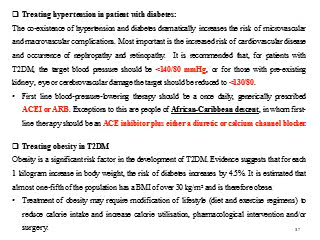 ❑ Treating hypertension in patient with diabetes:
The co-existence of hypertension and diabetes dramatically increases the risk of microvascular
and macrovascular complications. Most important is the increased risk of cardiovascular disease
and occurrence of nephropathy and retinopathy. It is recommended that, for patients with
T2DM, the target blood pressure should be <140/80 mmHg, or for those with pre-existing
kidney, eye or cerebrovascular damage the target should be reduced to <130/80.
• First line blood-pressure-lowering therapy should be a once daily, generically prescribed
ACEI or ARB. Exceptions to this are people of African-Caribbean descent, in whom first-
line therapy should be an ACE inhibitor plus either a diuretic or calcium channel blocker.
❑ Treating obesity in T2DM
Obesity is a significant risk factor in the development of T2DM. Evidence suggests that for each
1 kilogram increase in body weight, the risk of diabetes increases by 4.5%. It is estimated that
almost one-fifth of the population has a BMI of over 30 kg/m² and is therefore obese.
• Treatment of obesity may require modification of lifestyle (diet and exercise regimens) to
reduce calorie intake and increase calorie utilisation, pharmacological intervention and/or
surgery.